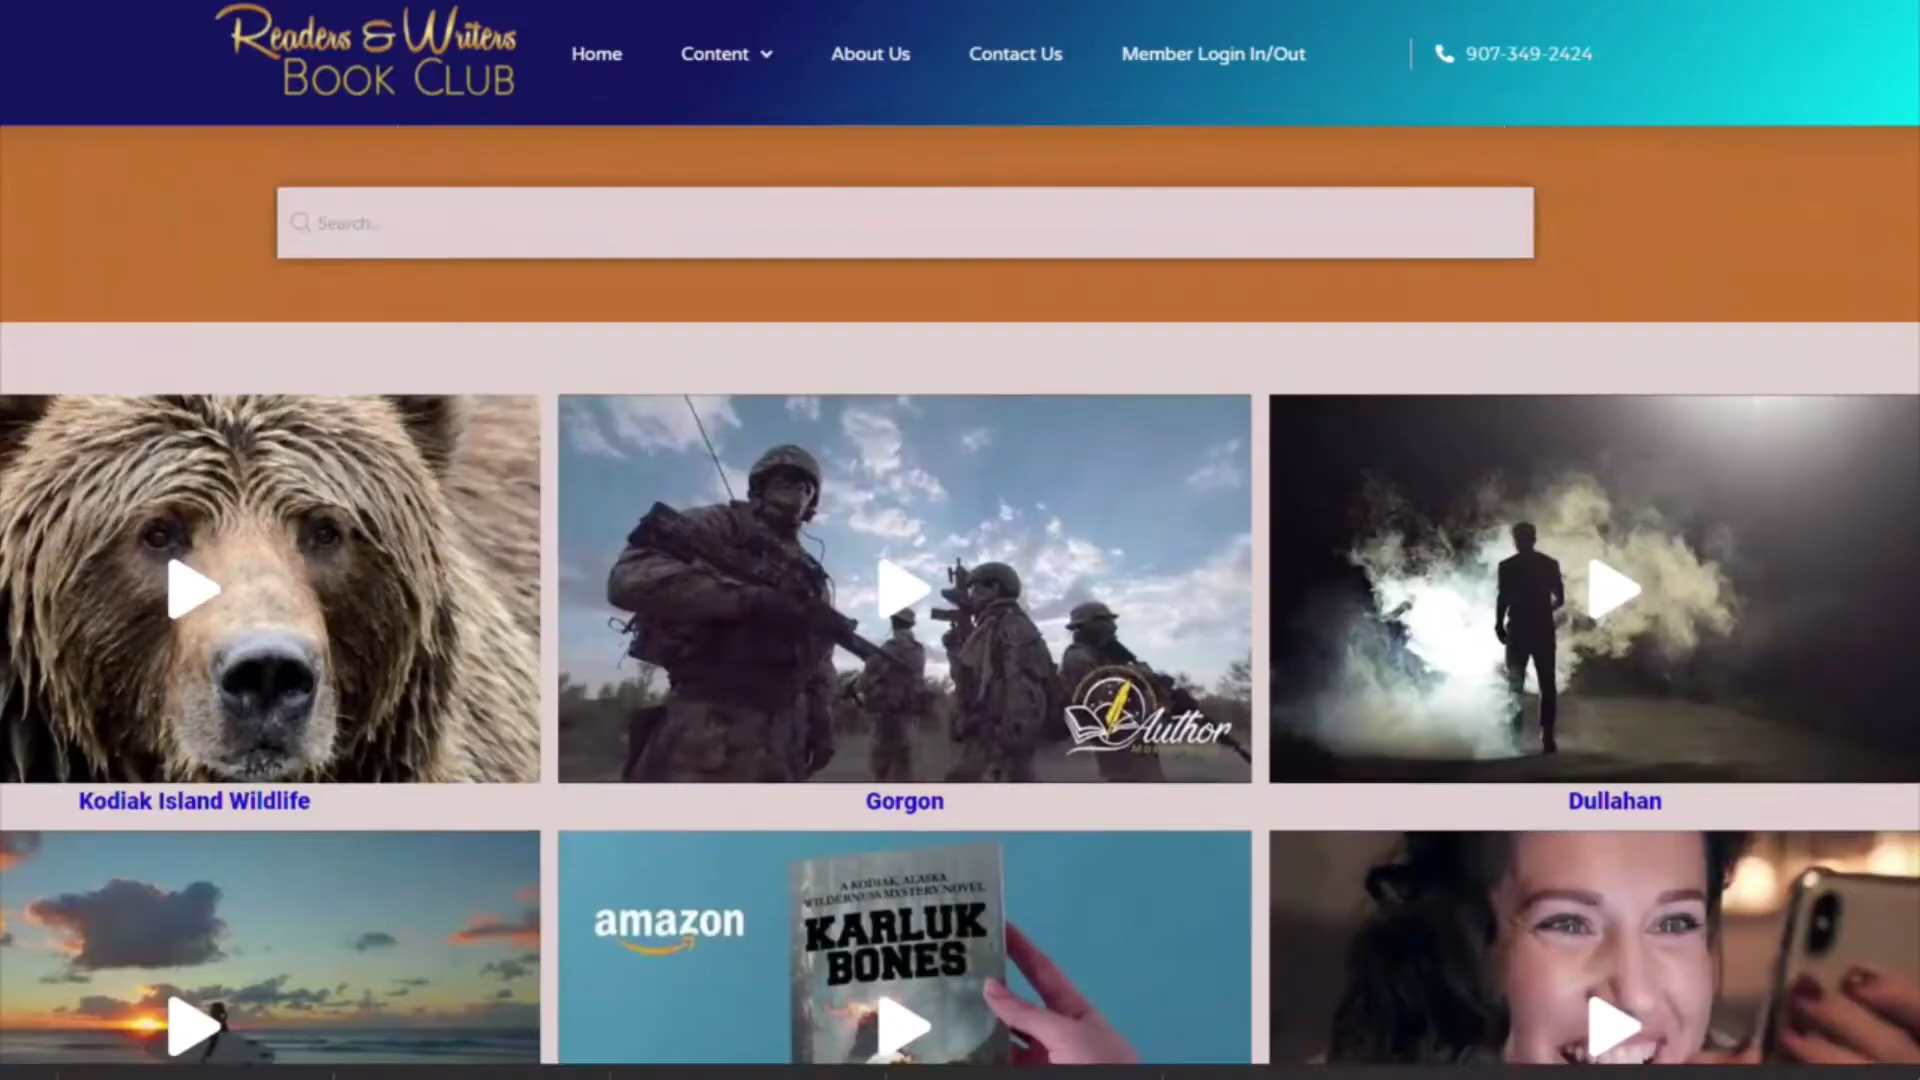 Readers & Writers
BOOK CLUB
Home
Content
About Us
Contact Us
Member Login In/Out
907-349-2424
Search...
Author
Kodiak Island Wildlife
Gorgon
Dullahan
amazon
A KODIAK, ALASKA
WILDERNESS MYSTERY NOVEL
KARLUK
BONES